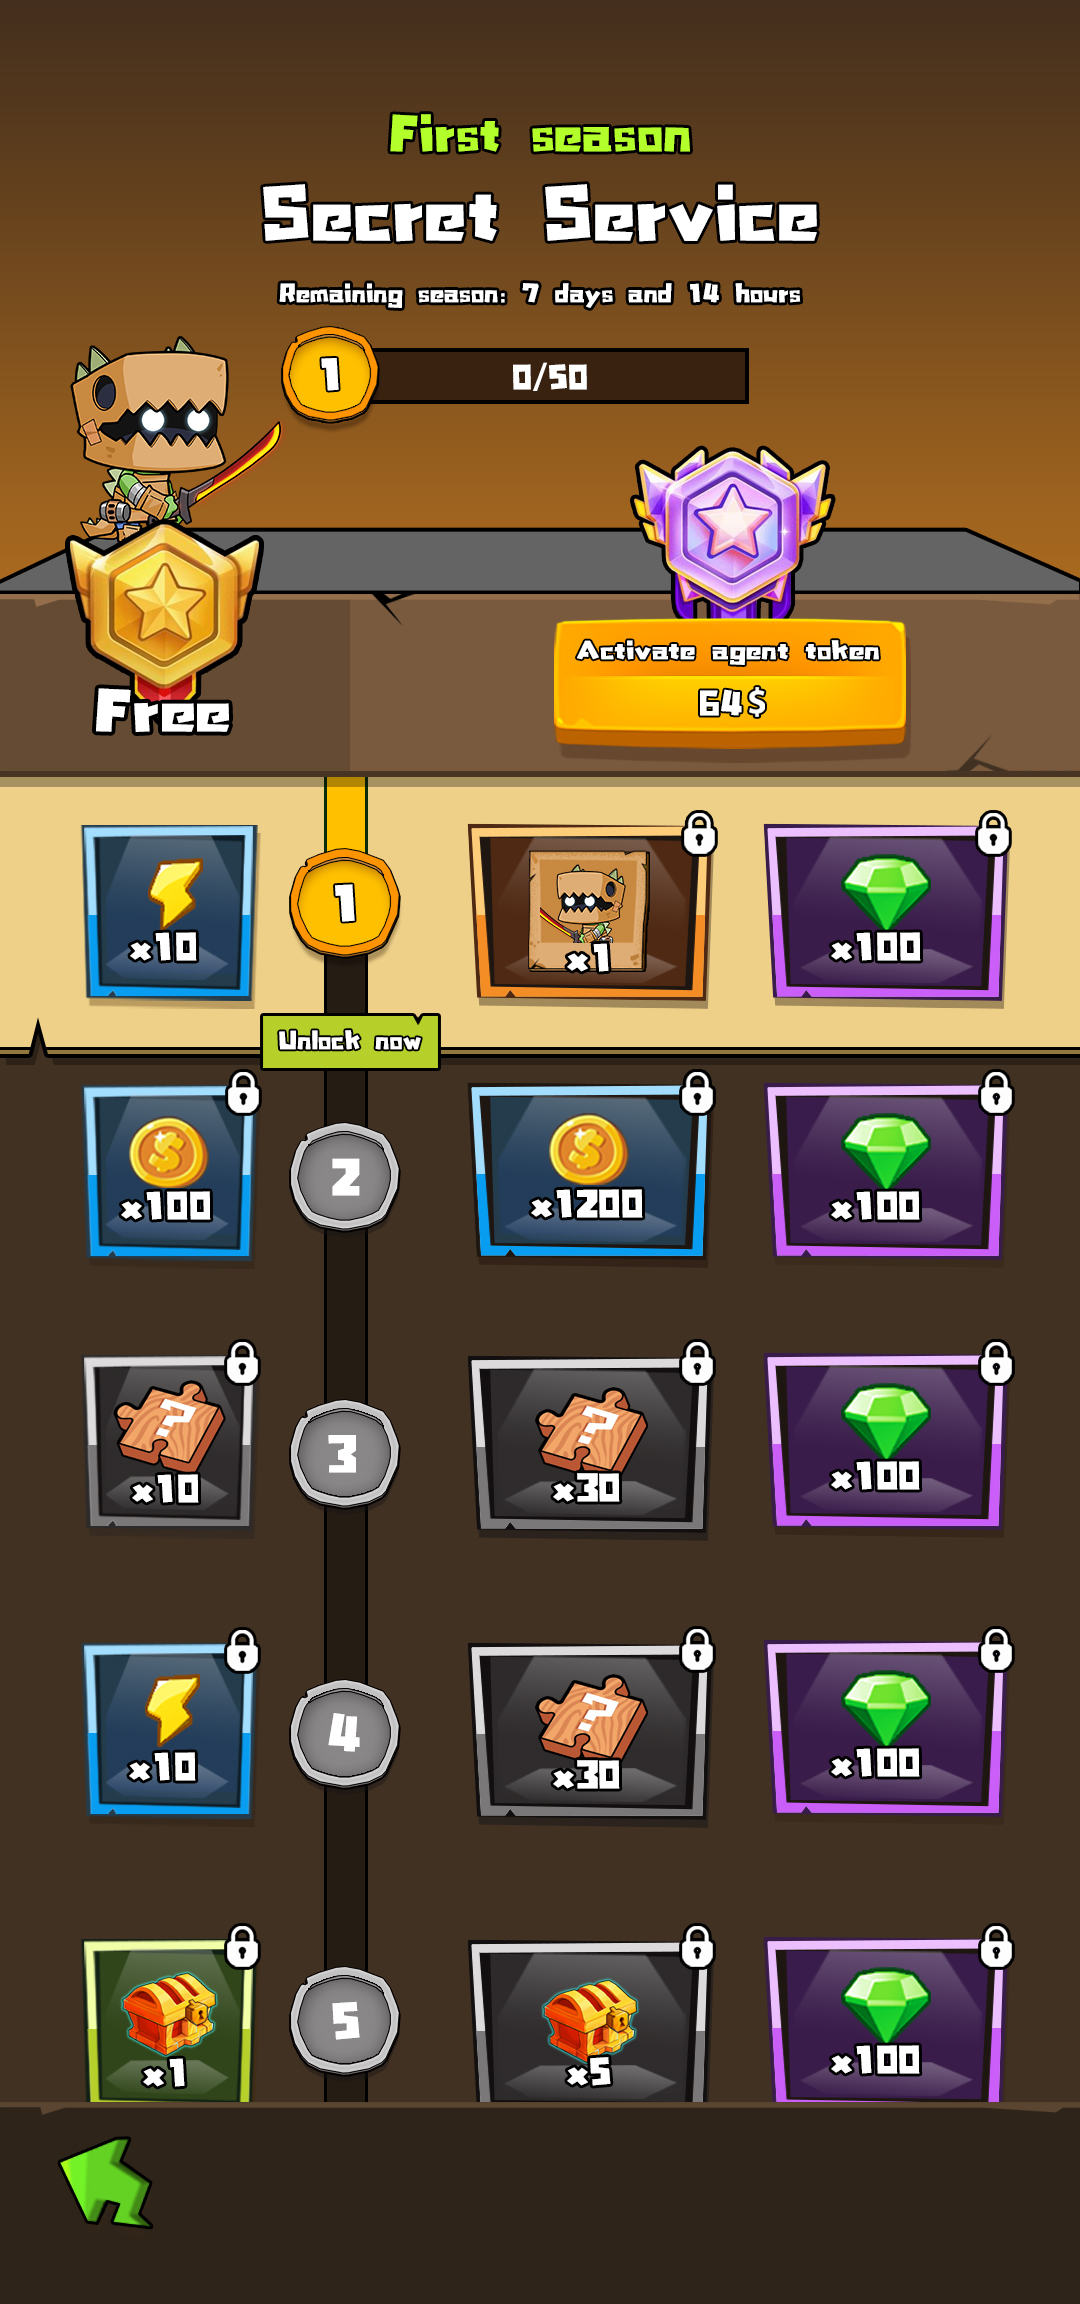 First season
Secret Service
Remaining season: 7 days and 14 hours
1
0/50
Activate agent token
64$
Free
x10
1
x1
x100
Unlock now
x100
2
x1200
x100
?
x10
3
?
x30
x100
x10
4
?
x30
x100
x1
5
x5
x100